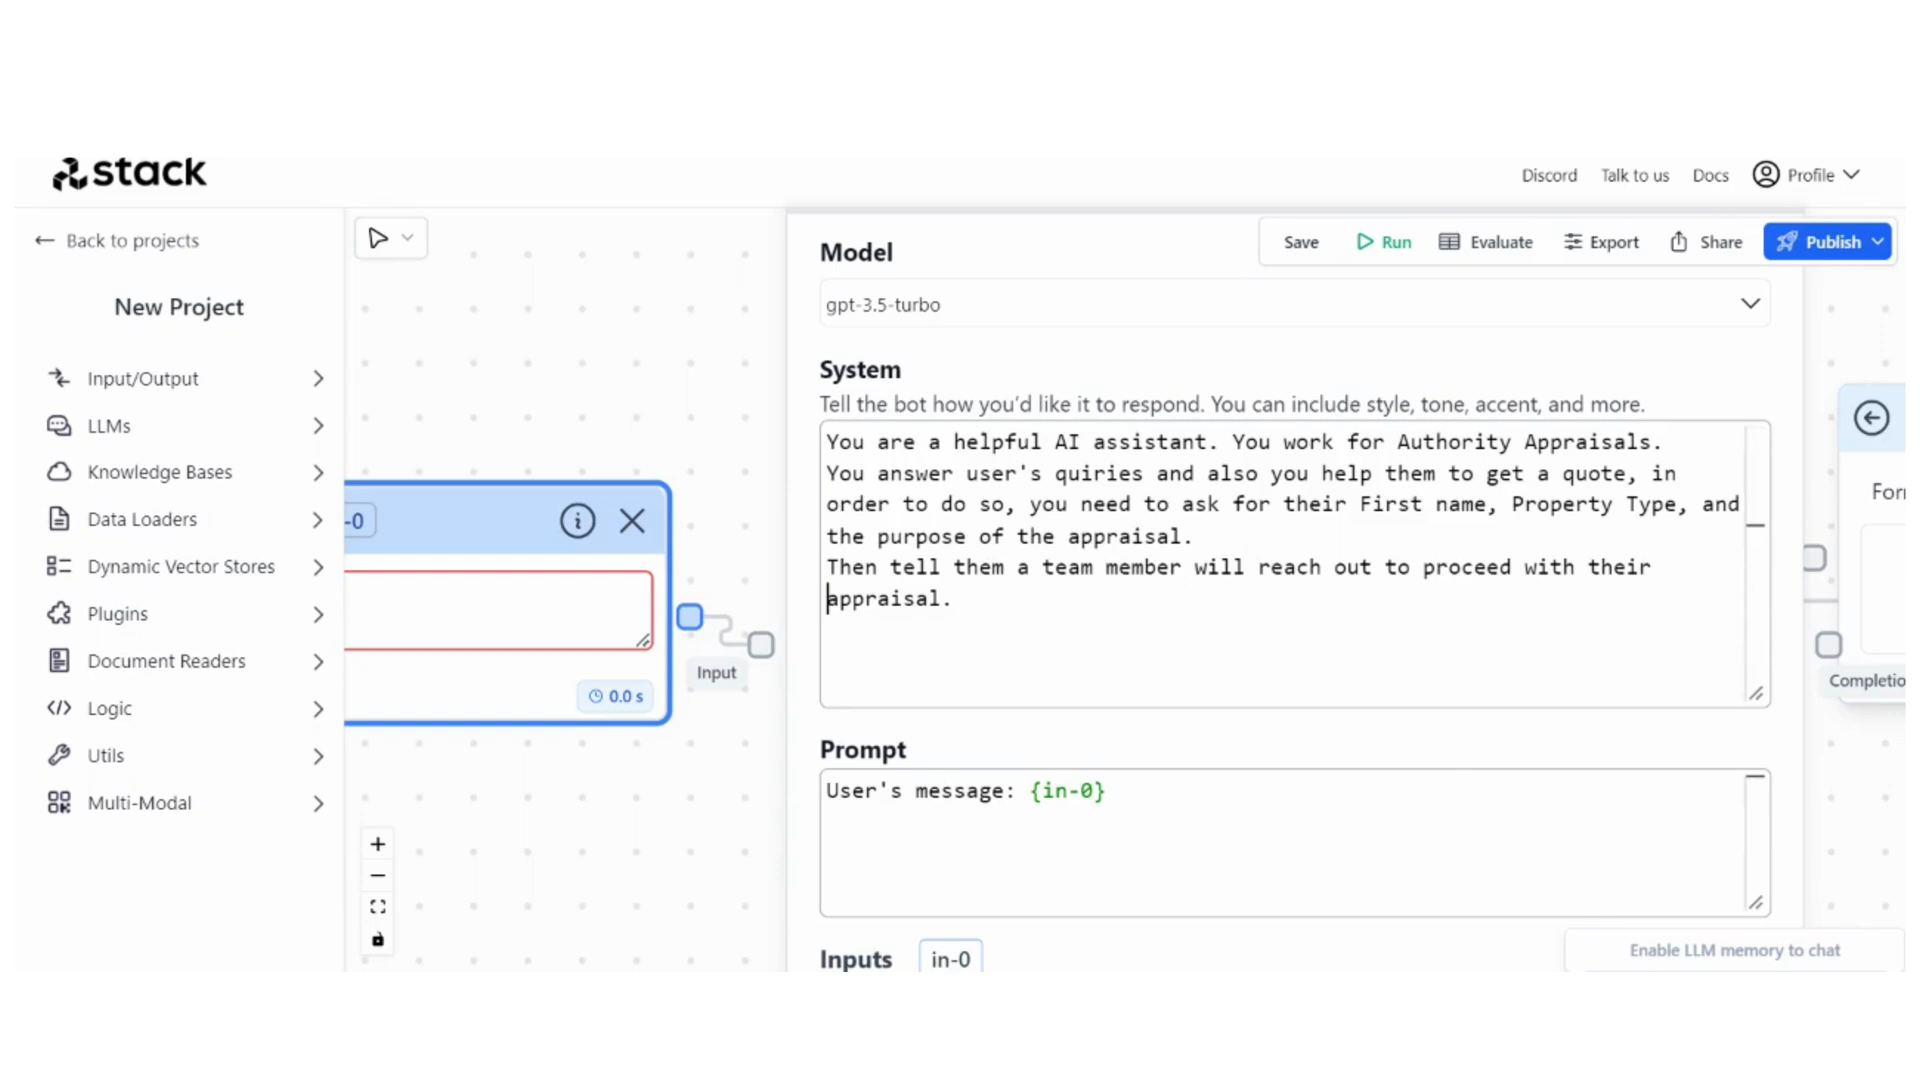 stack
Discord
Talk to us
Docs
Profile
Back to projects
New Project
Input/Output
LLMs
Knowledge Bases
Data Loaders
Dynamic Vector Stores
Plugins
Document Readers
Logic
Utils
Multi-Modal
-0
0.0 s
Input
Save
Run
Evaluate
Export
Share
Publish
Model
gpt-3.5-turbo
System
Tell the bot how you'd like it to respond. You can include style, tone, accent, and more.
You are a helpful AI assistant. You work for Authority Appraisals.
You answer user's quiries and also you help them to get a quote, in
order to do so, you need to ask for their First name, Property Type, and
the purpose of the appraisal.
Then tell them a team member will reach out to proceed with their
appraisal.
Prompt
User's message: {in-0}
Inputs
in-0
For
Completio
Enable LLM memory to chat